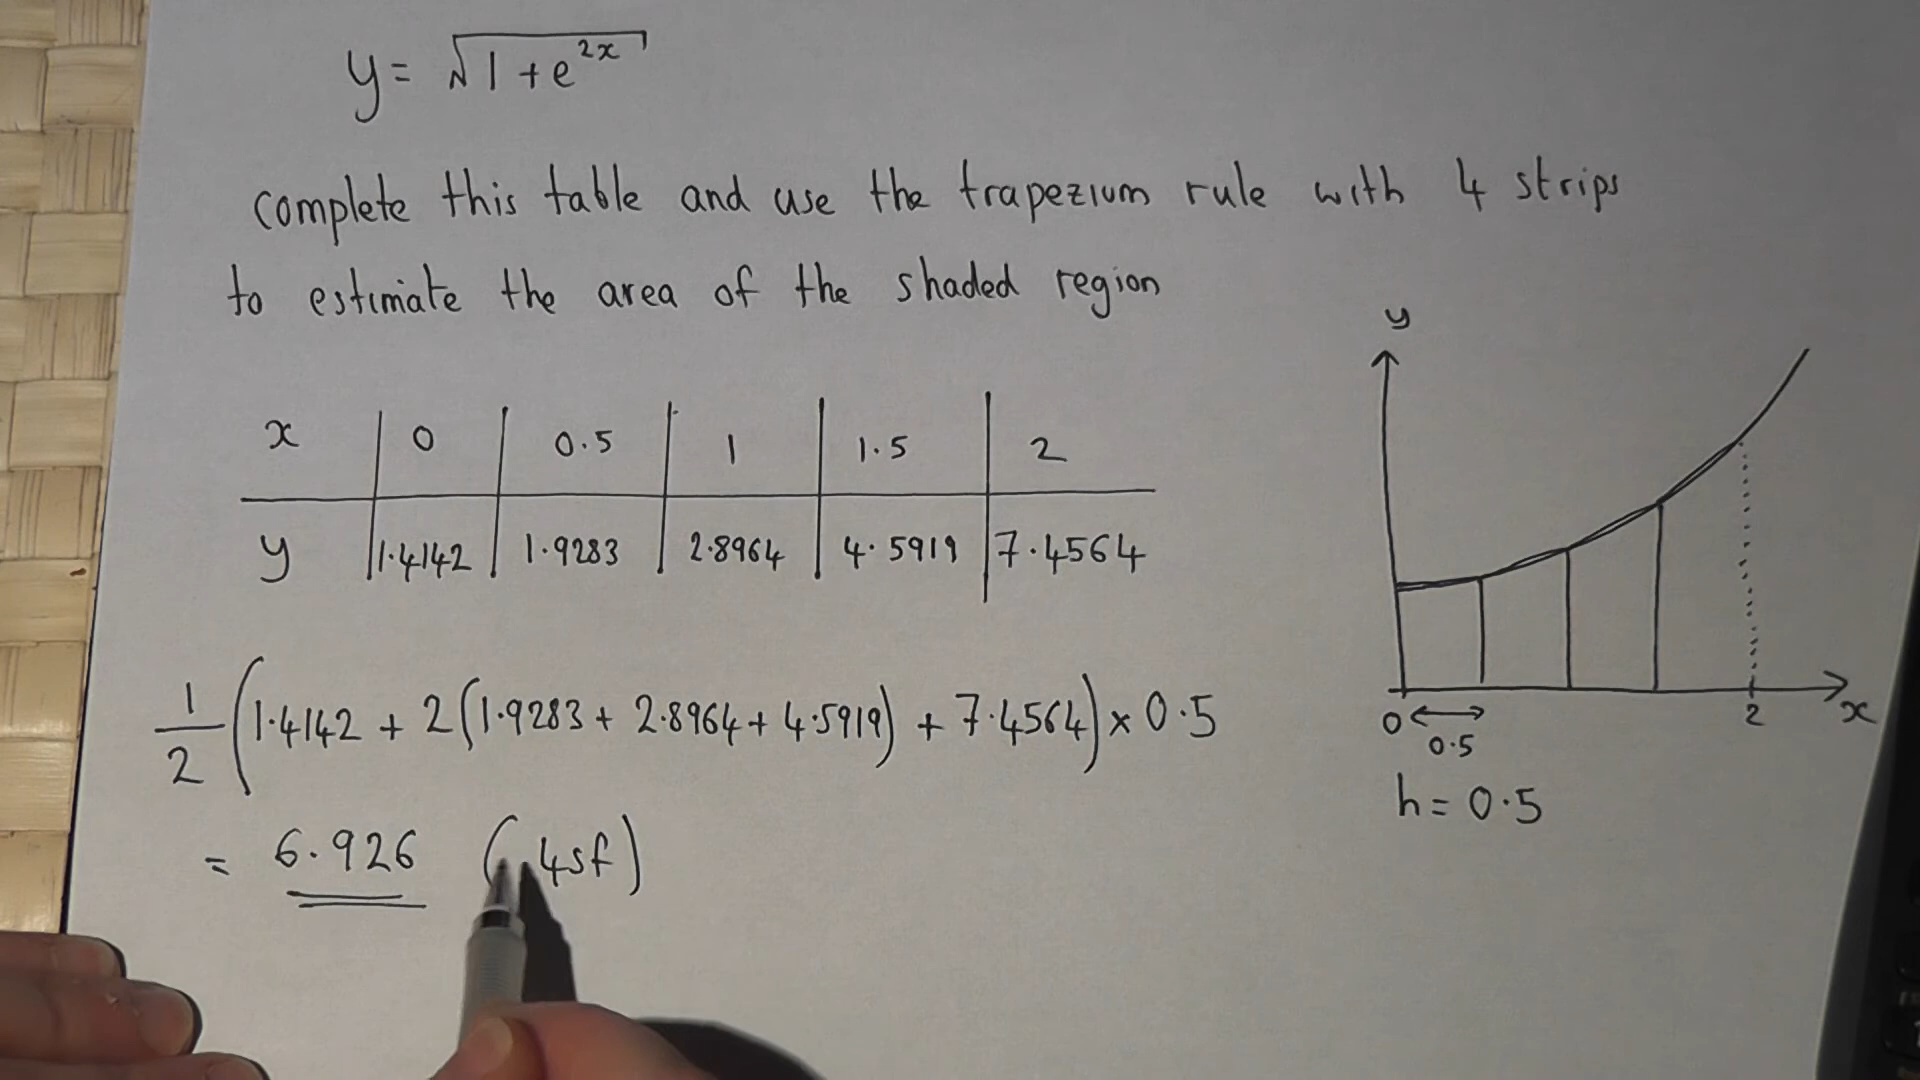 y = √1+e^2x
complete this table and use the trapezium rule with 4 strips
to estimate the area of the shaded region
x 0 0.5 1 1.5 2
y 1.4142 1.9283 2.8964 4.5919 7.4564
1/2 (1.4142 + 2(1.9283 + 2.8964 + 4.5919) + 7.4564) × 0.5
= 6.926 (4sf)
y
0 2 x
0.5
h = 0.5